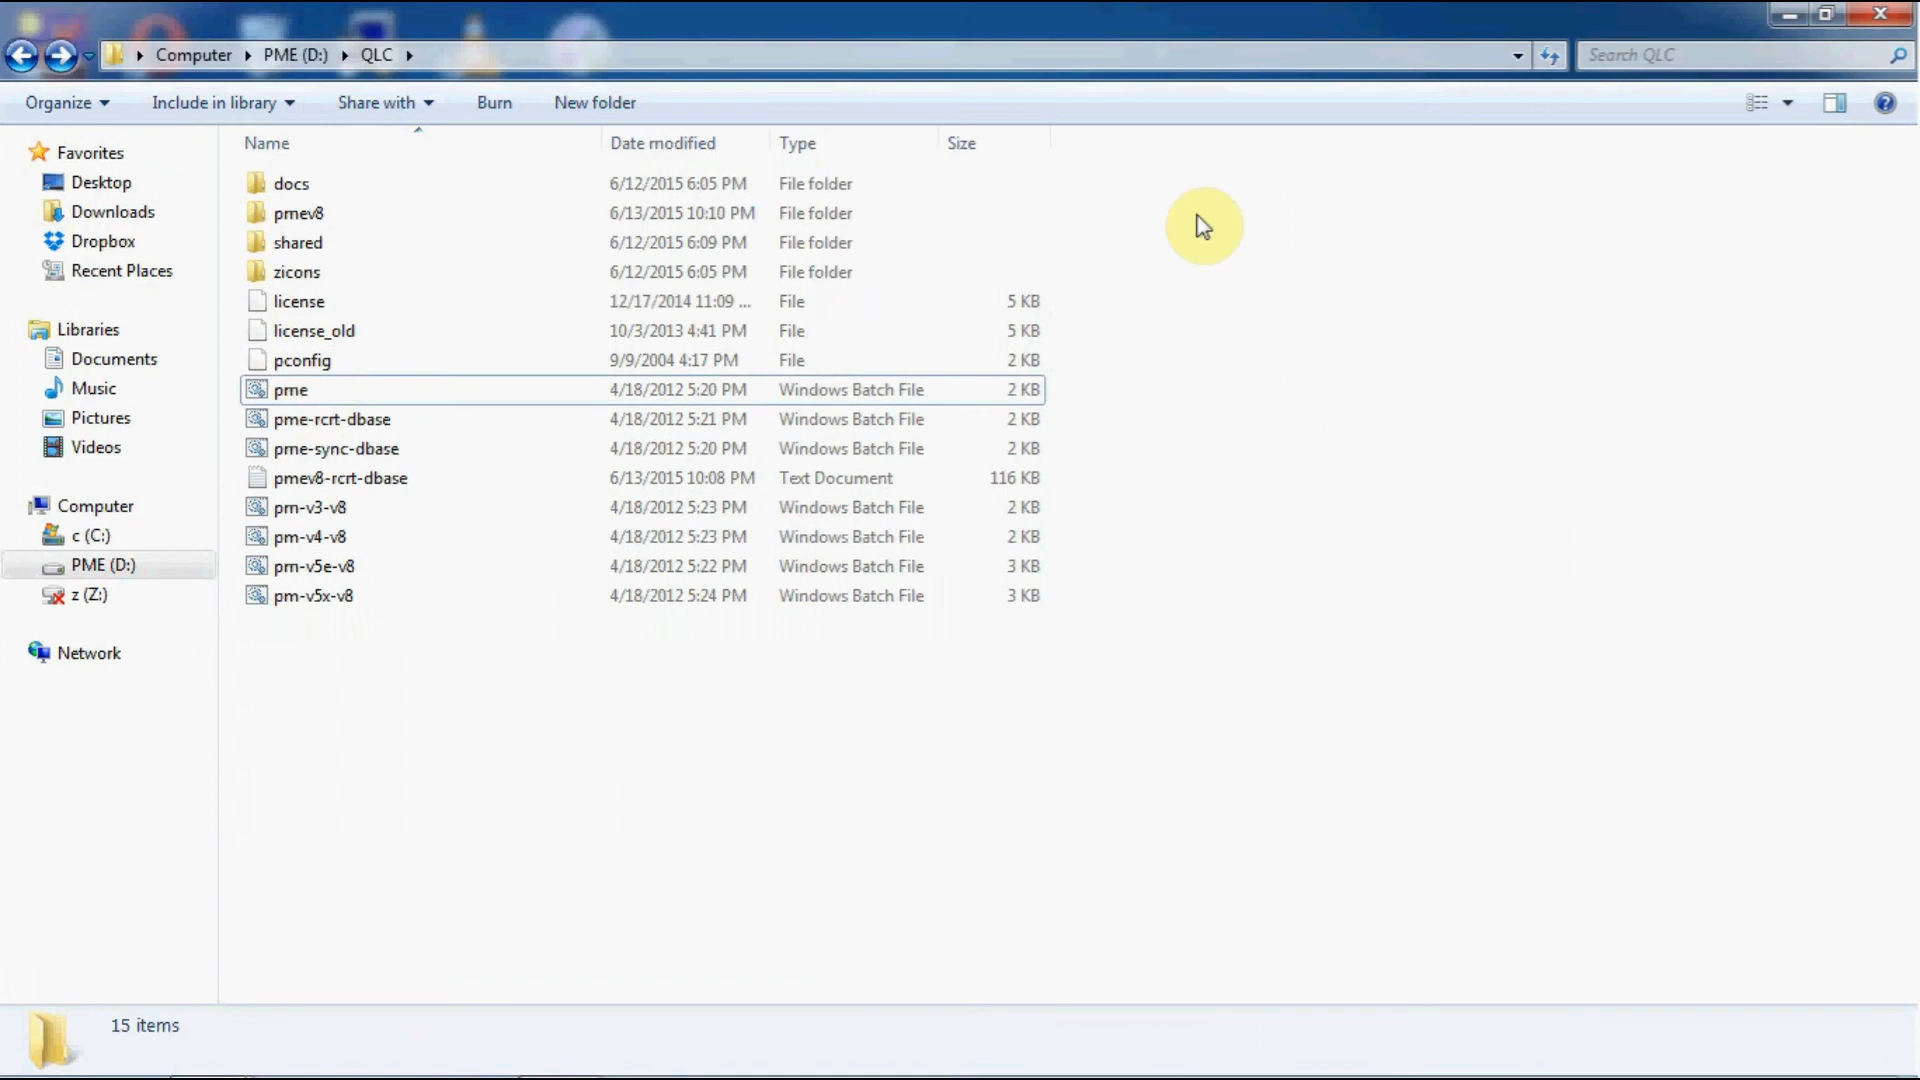 Computer PME (D:) QLC Search QLC
Organize Include in library Share with Burn New folder
Name Date modified Type Size
docs 6/12/2015 6:05 PM File folder
pmev8 6/13/2015 10:10 PM File folder
shared 6/12/2015 6:09 PM File folder
zicons 6/12/2015 6:05 PM File folder
license 12/17/2014 11:09 ... File 5 KB
license_old 10/3/2013 4:41 PM File 5 KB
pconfig 9/9/2004 4:17 PM File 2 KB
pme 4/18/2012 5:20 PM Windows Batch File 2 KB
pme-rcrt-dbase 4/18/2012 5:21 PM Windows Batch File 2 KB
pme-sync-dbase 4/18/2012 5:20 PM Windows Batch File 2 KB
pmev8-rcrt-dbase 6/13/2015 10:08 PM Text Document 116 KB
pm-v3-v8 4/18/2012 5:23 PM Windows Batch File 2 KB
pm-v4-v8 4/18/2012 5:23 PM Windows Batch File 2 KB
pm-v5e-v8 4/18/2012 5:22 PM Windows Batch File 3 KB
pm-v5x-v8 4/18/2012 5:24 PM Windows Batch File 3 KB
Favorites
Desktop
Downloads
Dropbox
Recent Places
Libraries
Documents
Music
Pictures
Videos
Computer
c (C:)
PME (D:)
z (Z:)
Network
15 items